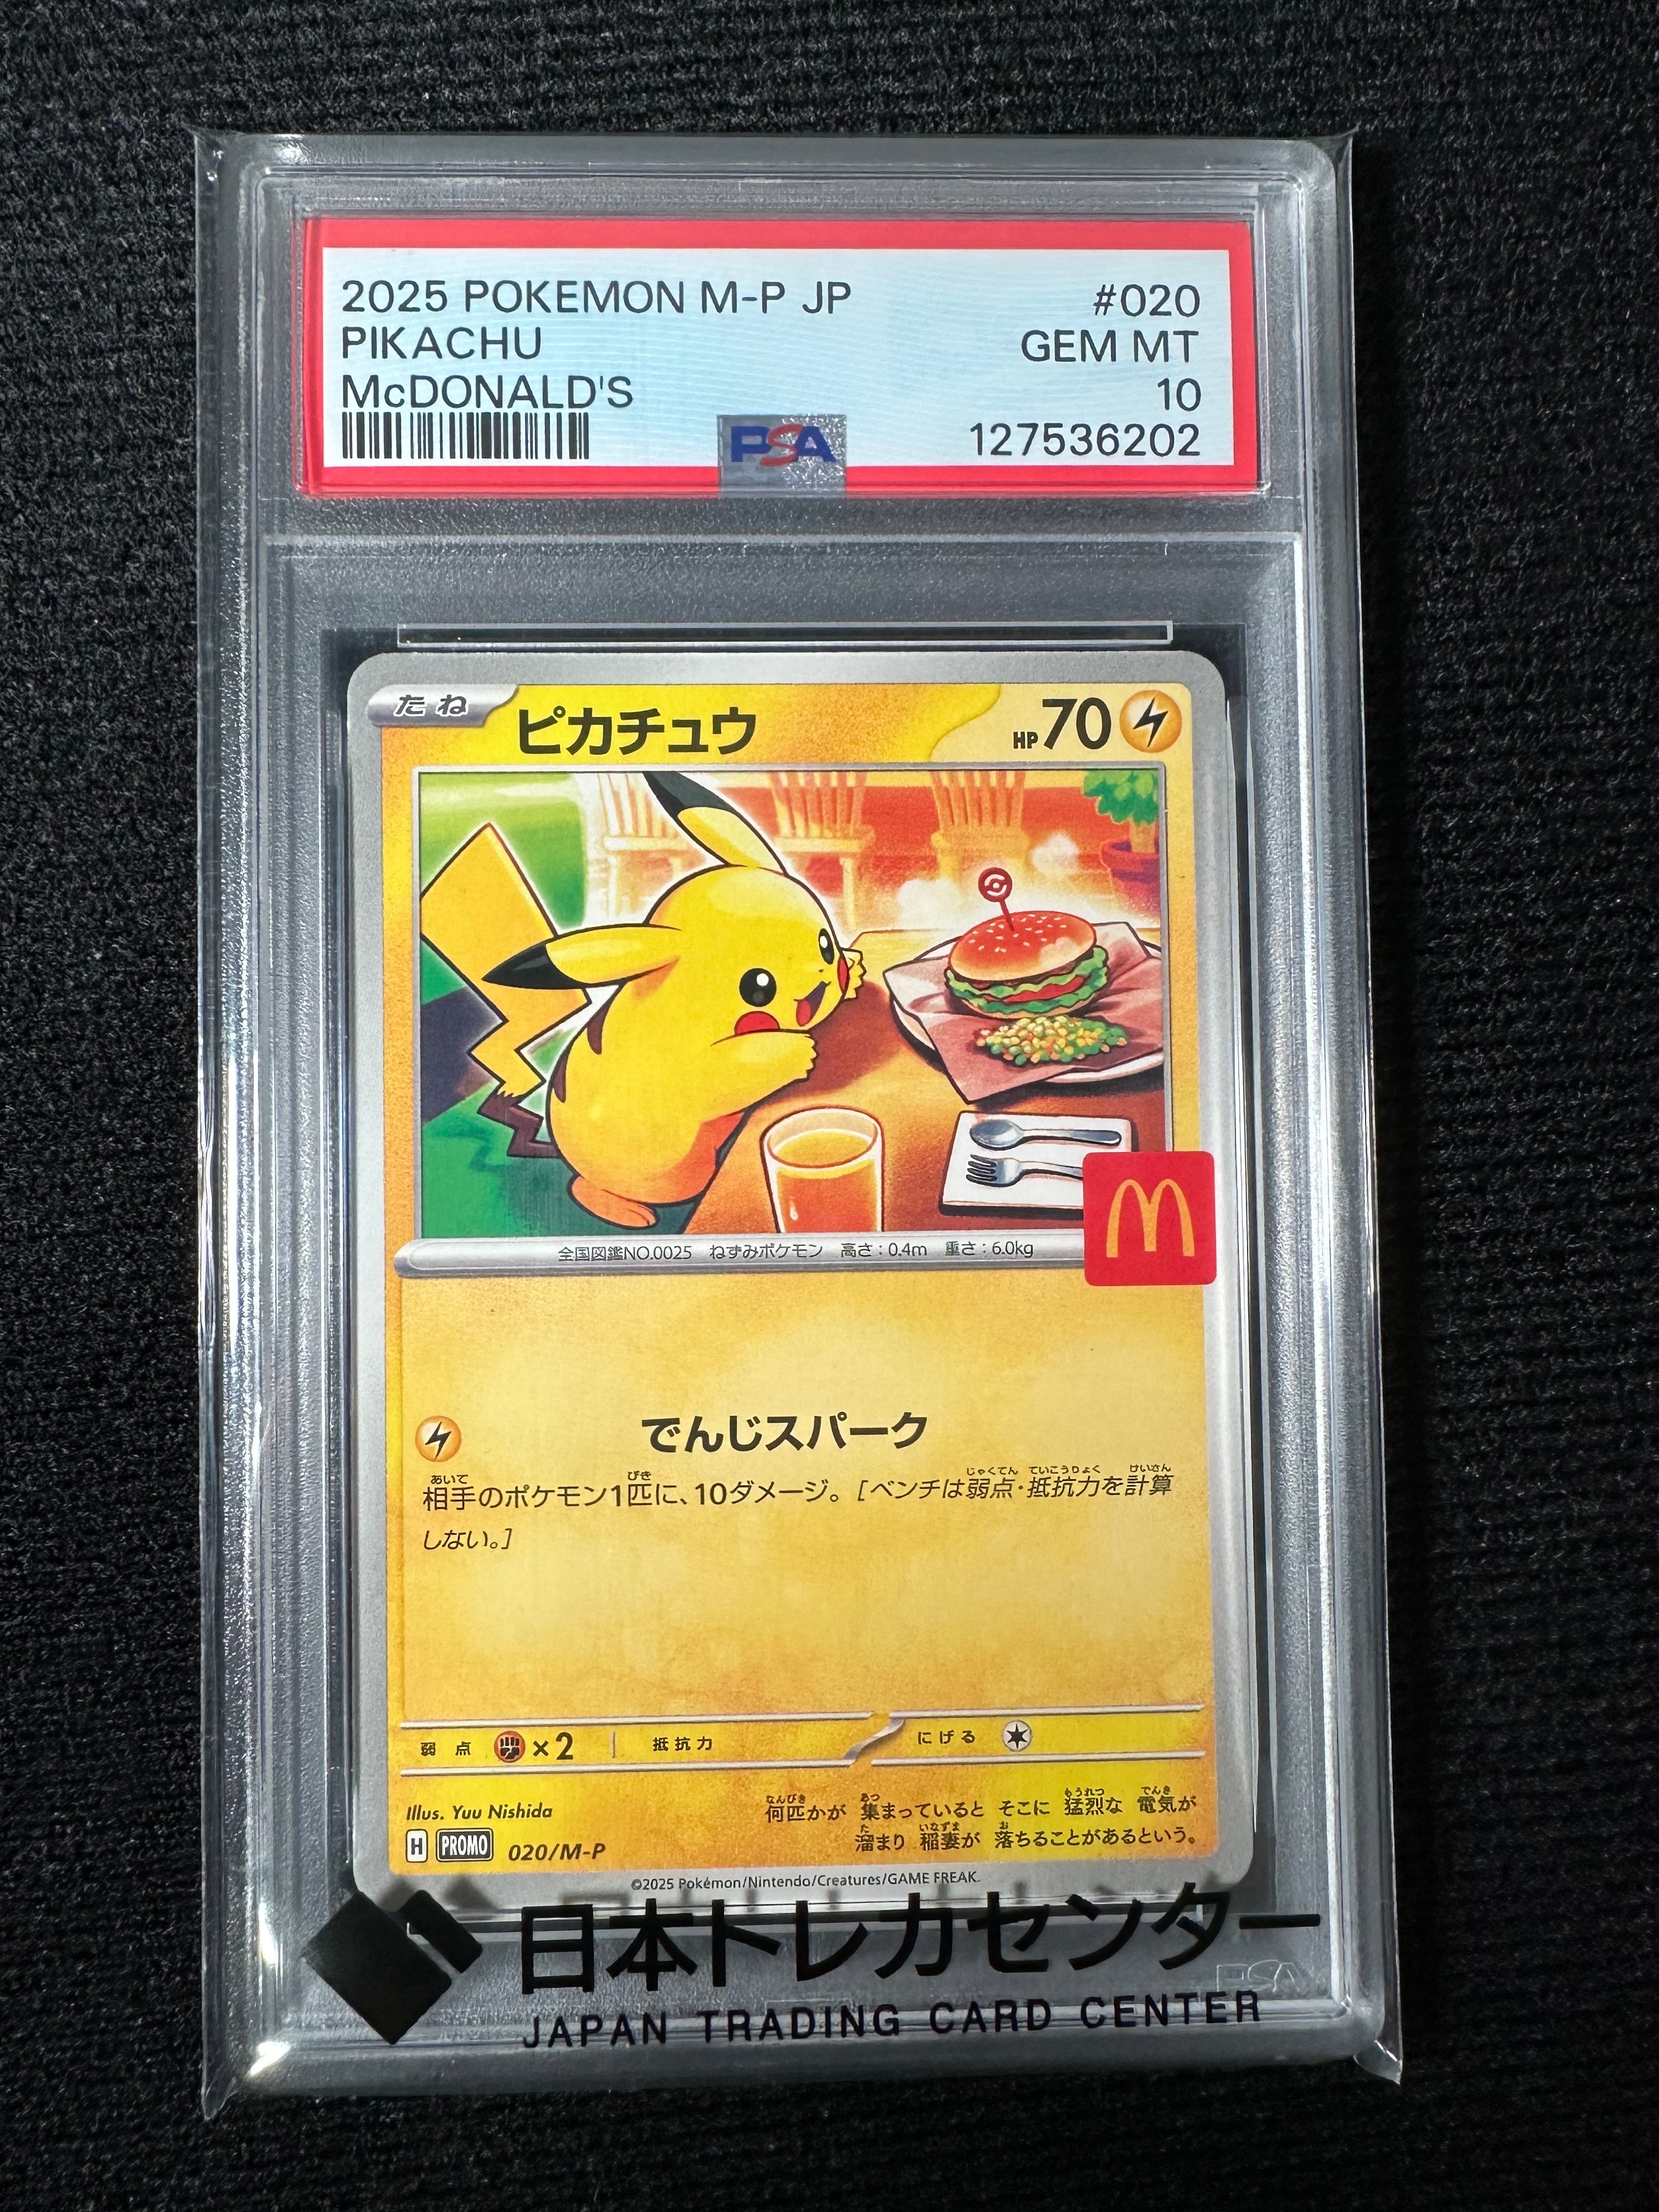 2025 POKEMON M-P JP #020
PIKACHU GEM MT
McDONALD'S 10
PSA 127536202
たね ピカチュウ HP70
全国図鑑NO.0025 ねずみポケモン 高さ:0.4m 重さ:6.0kg
でんじスパーク
あいて びき じゃくてん ていこうりょく けいさん
相手のポケモン1匹に、10ダメージ。[ベンチは弱点・抵抗力を計算
しない。]
弱点 ×2 抵抗力 にげる
Illus. Yuu Nishida
なんびき あつ もうれつ でんき
何匹かが 集まっていると そこに 猛烈な 電気が
た いなずま お
溜まり 稲妻が 落ちることがあるという。
H PROMO 020/M-P
©2025 Pokémon/Nintendo/Creatures/GAME FREAK.
日本トレカセンター
PSA
JAPAN TRADING CARD CENTER